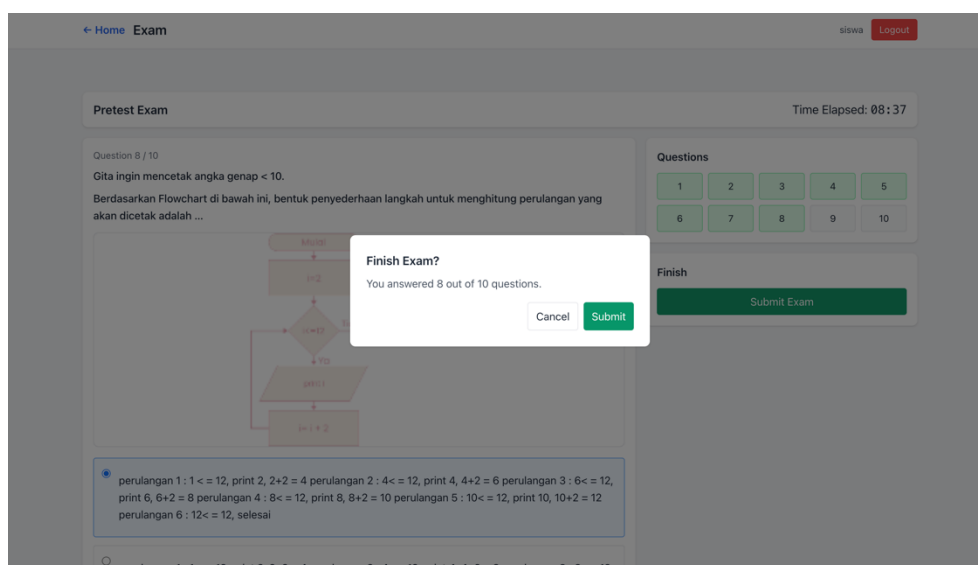 ← Home Exam
siswa Logout
Pretest Exam
Time Elapsed: 08:37
Question 8 / 10
Gita ingin mencetak angka genap < 10.
Berdasarkan Flowchart di bawah ini, bentuk penyederhaan langkah untuk menghitung perulangan yang
akan dicetak adalah ...
Mulai
i=2
i<=12
Ya
print i
i= i + 2
Finish Exam?
You answered 8 out of 10 questions.
Cancel Submit
perulangan 1 : 1 < = 12, print 2, 2+2 = 4 perulangan 2 : 4< = 12, print 4, 4+2 = 6 perulangan 3 : 6< = 12,
print 6, 6+2 = 8 perulangan 4 : 8< = 12, print 8, 8+2 = 10 perulangan 5 : 10< = 12, print 10, 10+2 = 12
perulangan 6 : 12< = 12, selesai
Questions
1 2 3 4 5
6 7 8 9 10
Finish
Submit Exam